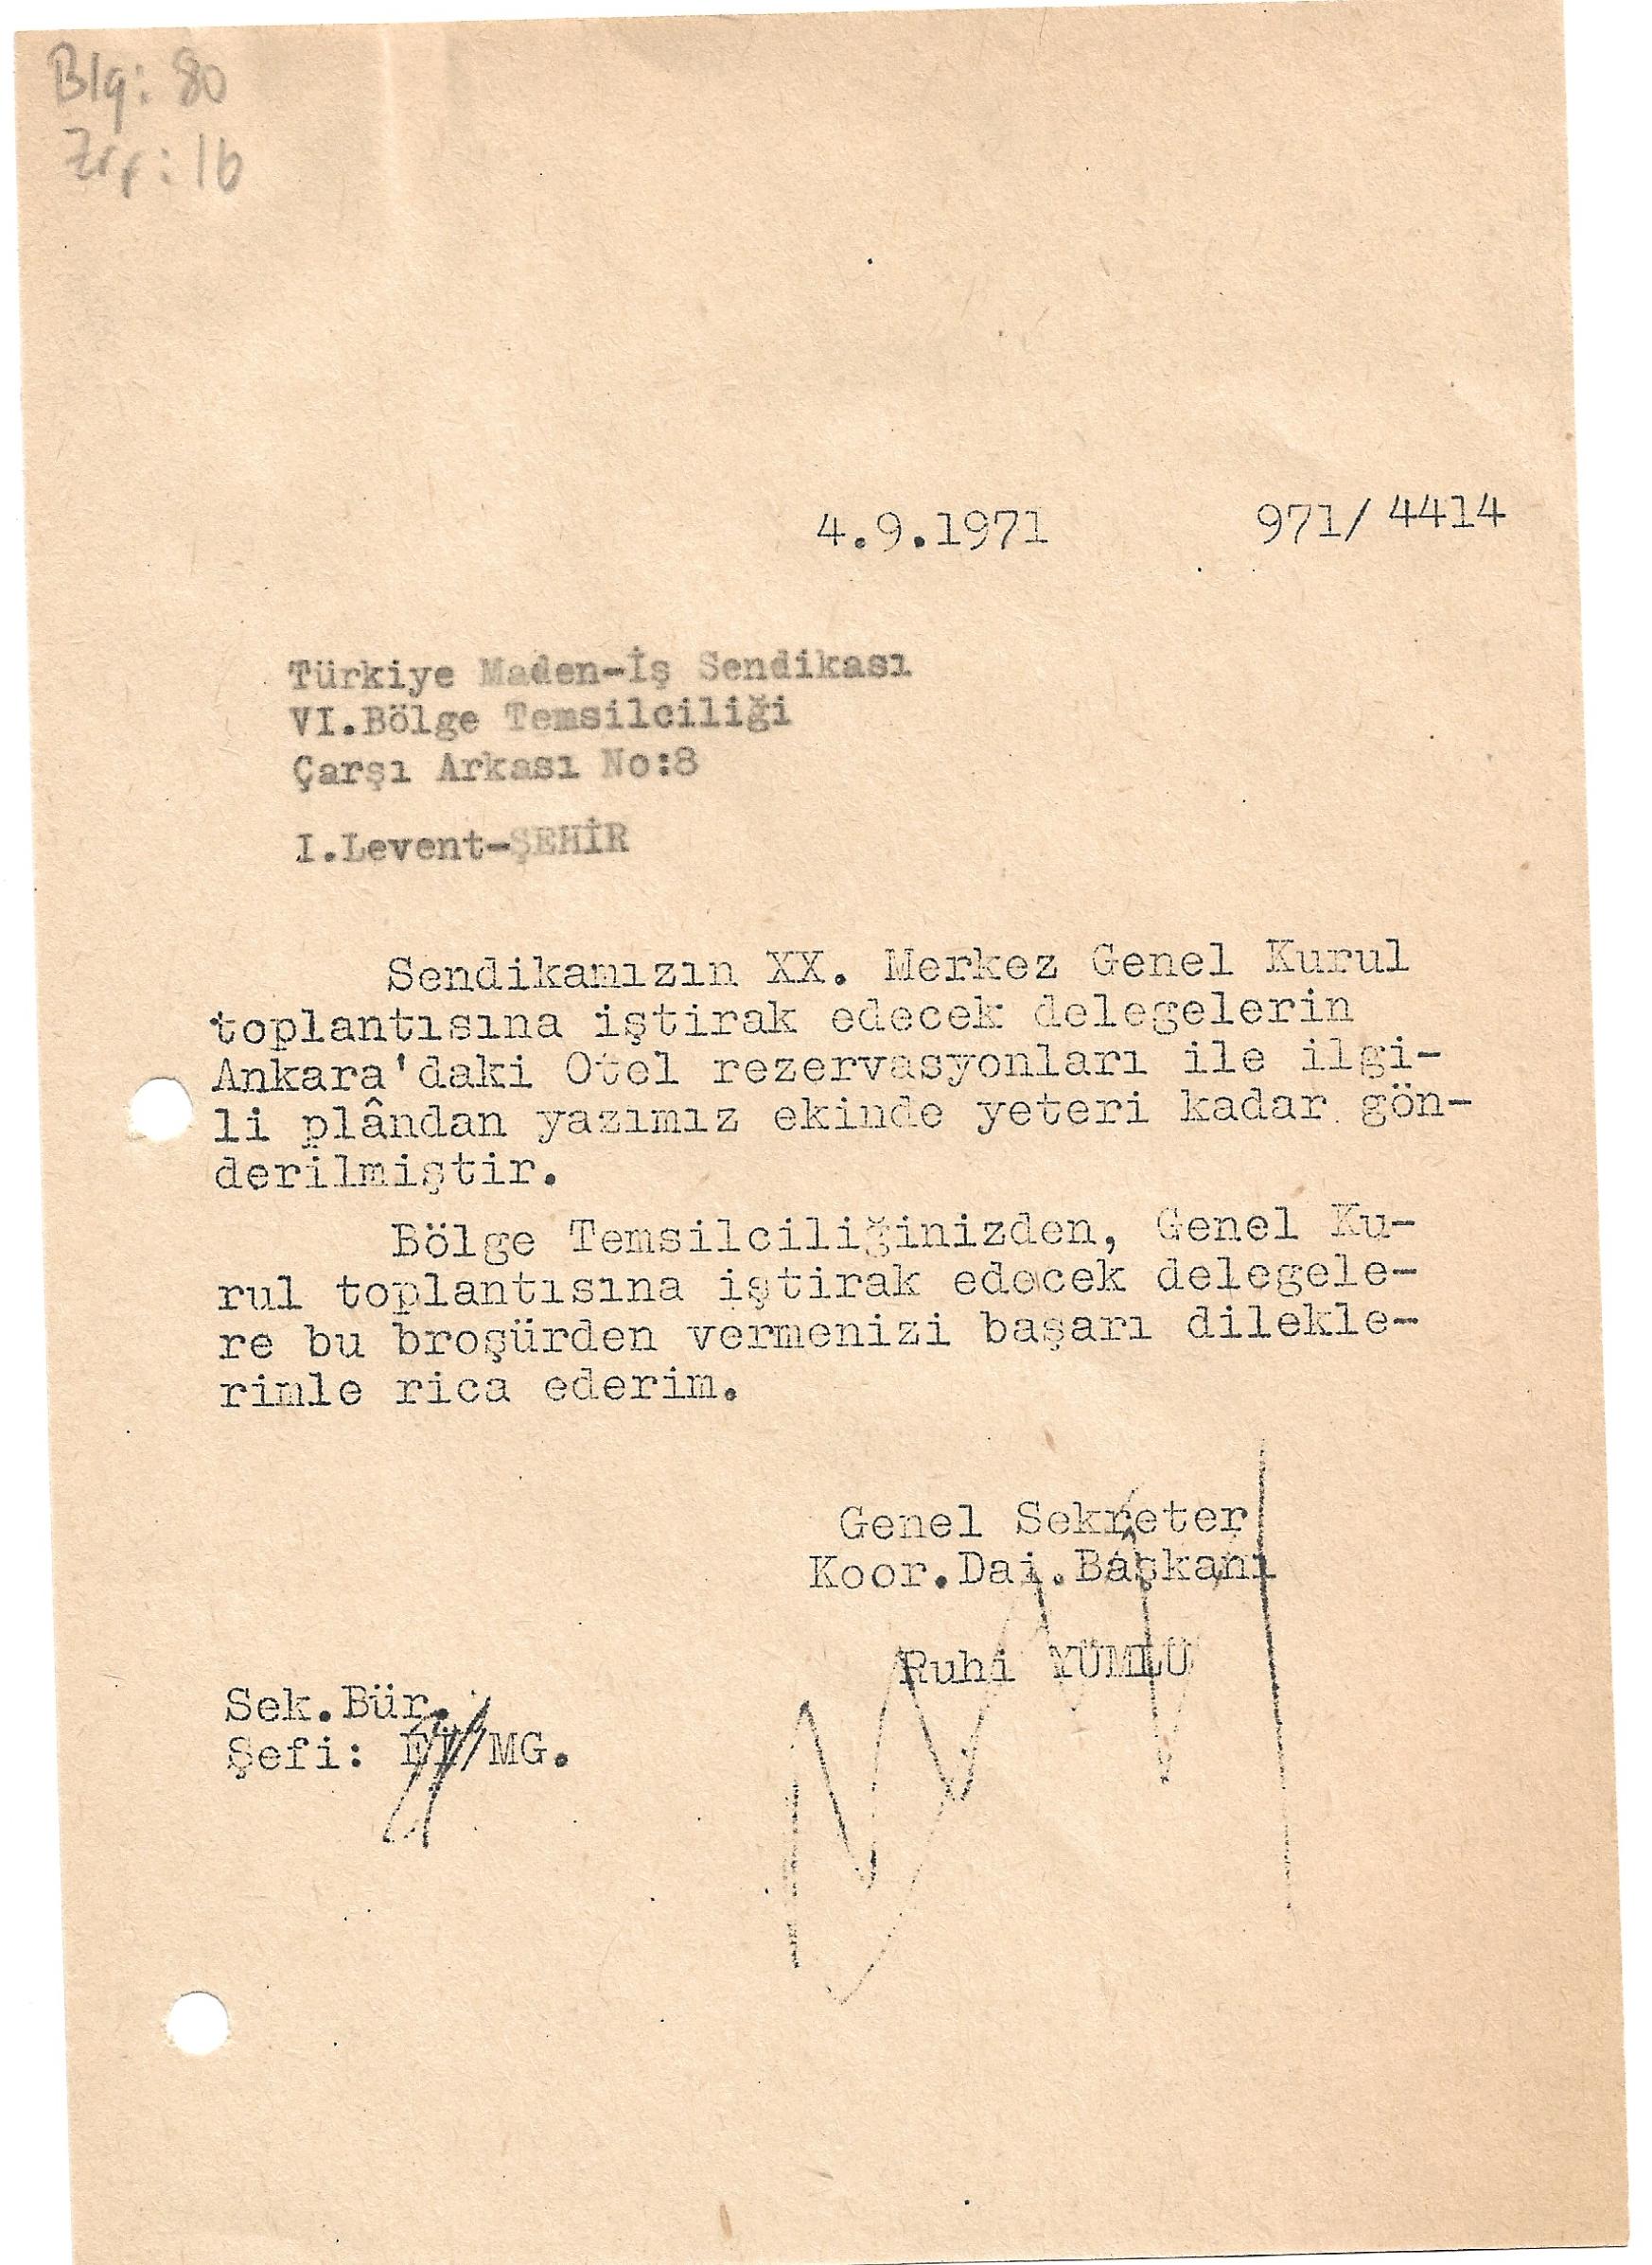 Blg: 80
Zrf: 16
4.9.1971 971/ 4414
Türkiye Maden-İş Sendikası
VI.Bölge Temsilciliği
Çarşı Arkası No:8
I.Levent-ŞEHİR
Sendikamızın XX. Merkez Genel Kurul
toplantısına iştirak edecek delegelerin
Ankara'daki Otel rezervasyonları ile ilgi-
li plândan yazımız ekinde yeteri kadar gön-
derilmiştir.
Bölge Temsilciliğinizden, Genel Ku-
rul toplantısına iştirak edecek delegele-
re bu broşürden vermenizi başarı dilekle-
rimle rica ederim.
Genel Sekreter
Koor.Dai.Başkanı
Ruhi YÜMLÜ
Sek.Bür.
Şefi: /MG.